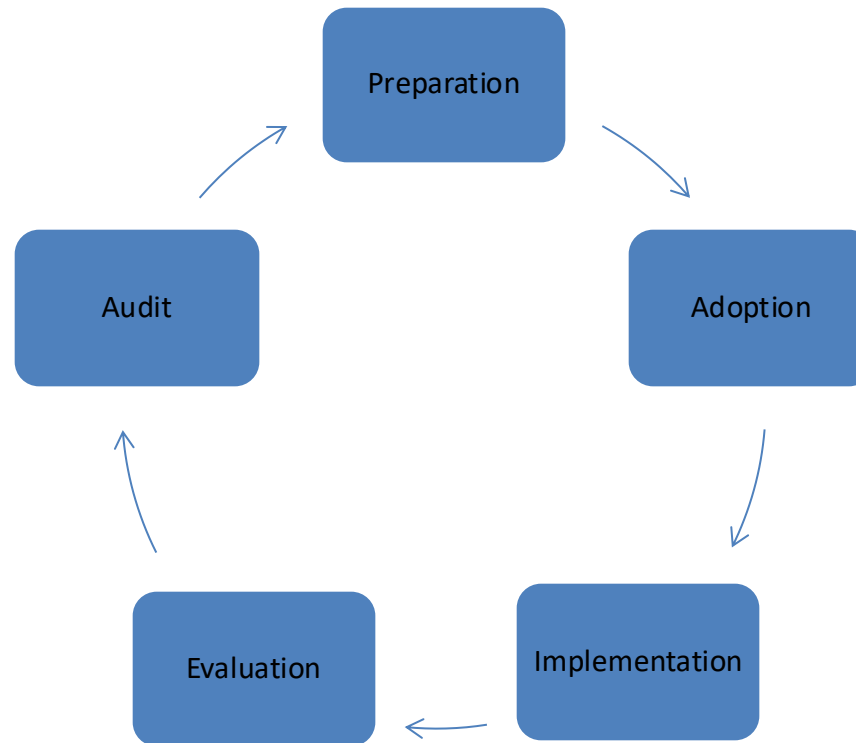 Preparation
Adoption
Implementation
Evaluation
Audit